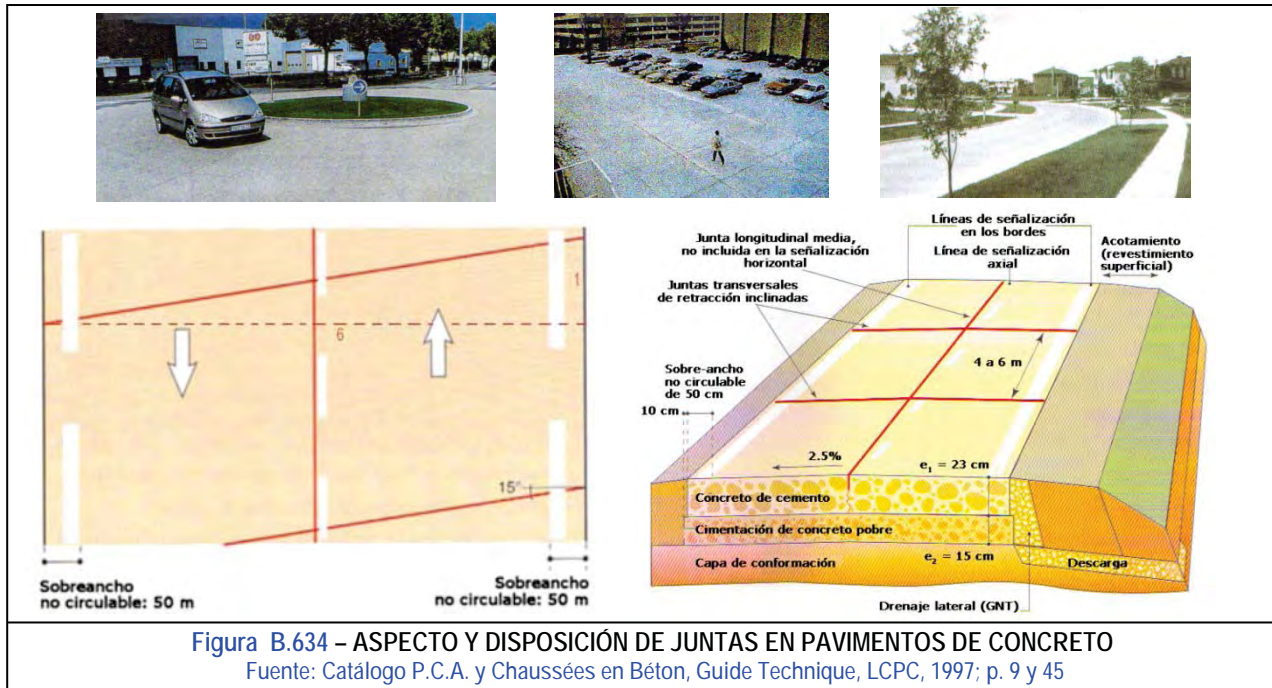 1
6
15°
Sobreancho
no circulable: 50 m
Sobreancho
no circulable: 50 m
Líneas de señalización
en los bordes
Junta longitudinal media,
no incluida en la señalización
horizontal
Línea de señalización
axial
Acotamiento
(revestimiento
superficial)
Juntas transversales
de retracción inclinadas
Sobre-ancho
no circulable
de 50 cm
10 cm
4 a 6 m
2.5%
e₁ = 23 cm
Concreto de cemento
Cimentación de concreto pobre
e₂ = 15 cm
Capa de conformación
Descarga
Drenaje lateral (GNT)
Figura B.634 – ASPECTO Y DISPOSICIÓN DE JUNTAS EN PAVIMENTOS DE CONCRETO
Fuente: Catálogo P.C.A. y Chaussées en Béton, Guide Technique, LCPC, 1997; p. 9 y 45